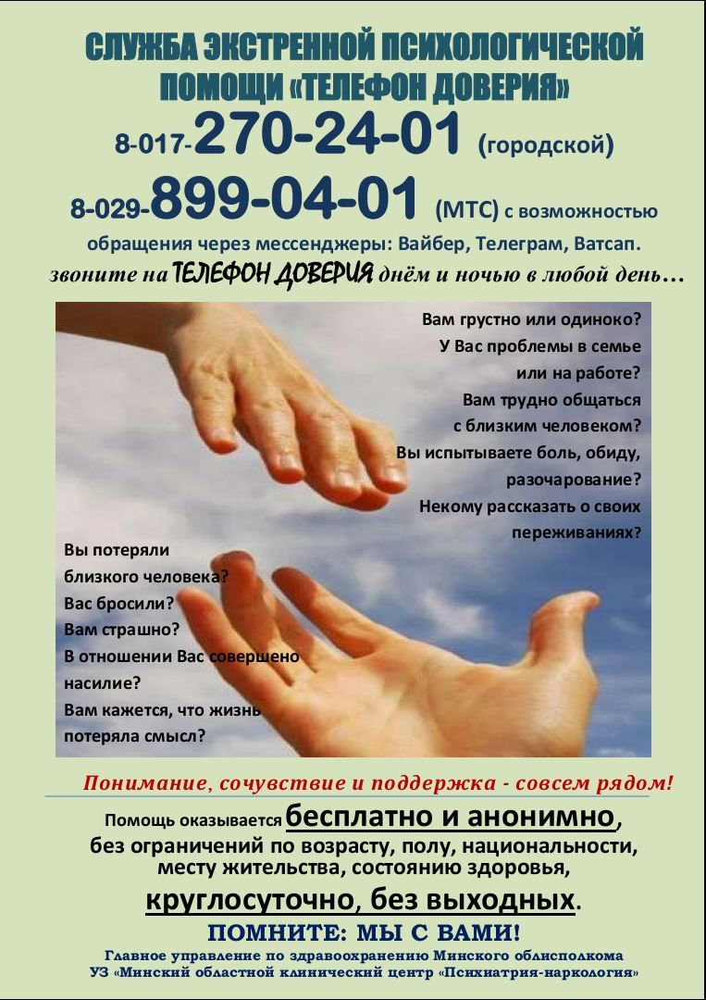 СЛУЖБА ЭКСТРЕННОЙ ПСИХОЛОГИЧЕСКОЙ
ПОМОЩИ «ТЕЛЕФОН ДОВЕРИЯ»
8-017-270-24-01 (городской)
8-029-899-04-01 (МТС) с возможностью
обращения через мессенджеры: Вайбер, Телеграм, Ватсап.
звоните на ТЕЛЕФОН ДОВЕРИЯ днём и ночью в любой день...
Вам грустно или одиноко?
У Вас проблемы в семье
или на работе?
Вам трудно общаться
с близким человеком?
Вы испытываете боль, обиду,
разочарование?
Некому рассказать о своих
переживаниях?
Вы потеряли
близкого человека?
Вас бросили?
Вам страшно?
В отношении Вас совершено
насилие?
Вам кажется, что жизнь
потеряла смысл?
Понимание, сочувствие и поддержка - совсем рядом!
Помощь оказывается бесплатно и анонимно,
без ограничений по возрасту, полу, национальности,
месту жительства, состоянию здоровья,
круглосуточно, без выходных.
ПОМНИТЕ: МЫ С ВАМИ!
Главное управление по здравоохранению Минского облисполкома
УЗ «Минский областной клинический центр «Психиатрия-наркология»